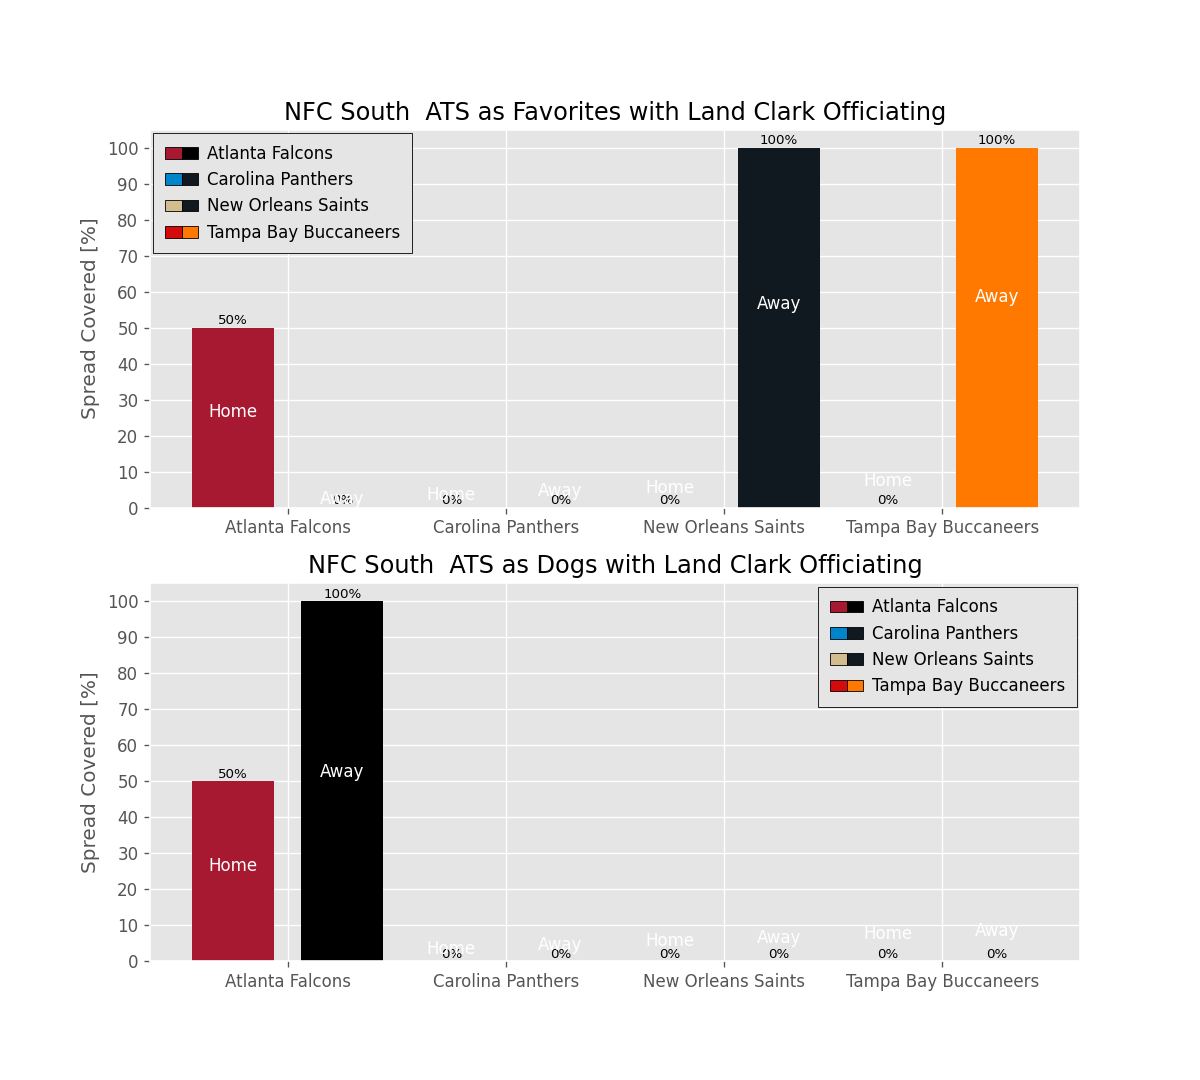 NFC South  ATS as Favorites with Land Clark Officiating
Spread Covered [%]
100
90
80
70
60
50
40
30
20
10
0
Atlanta Falcons
Carolina Panthers
New Orleans Saints
Tampa Bay Buccaneers
50%
Home
0%
Away
0%
Home
0%
Away
0%
Home
100%
Away
0%
Home
100%
Away
Atlanta Falcons
Carolina Panthers
New Orleans Saints
Tampa Bay Buccaneers
NFC South  ATS as Dogs with Land Clark Officiating
Spread Covered [%]
100
90
80
70
60
50
40
30
20
10
0
Atlanta Falcons
Carolina Panthers
New Orleans Saints
Tampa Bay Buccaneers
50%
Home
100%
Away
0%
Home
0%
Away
0%
Home
0%
Away
0%
Home
0%
Away
Atlanta Falcons
Carolina Panthers
New Orleans Saints
Tampa Bay Buccaneers